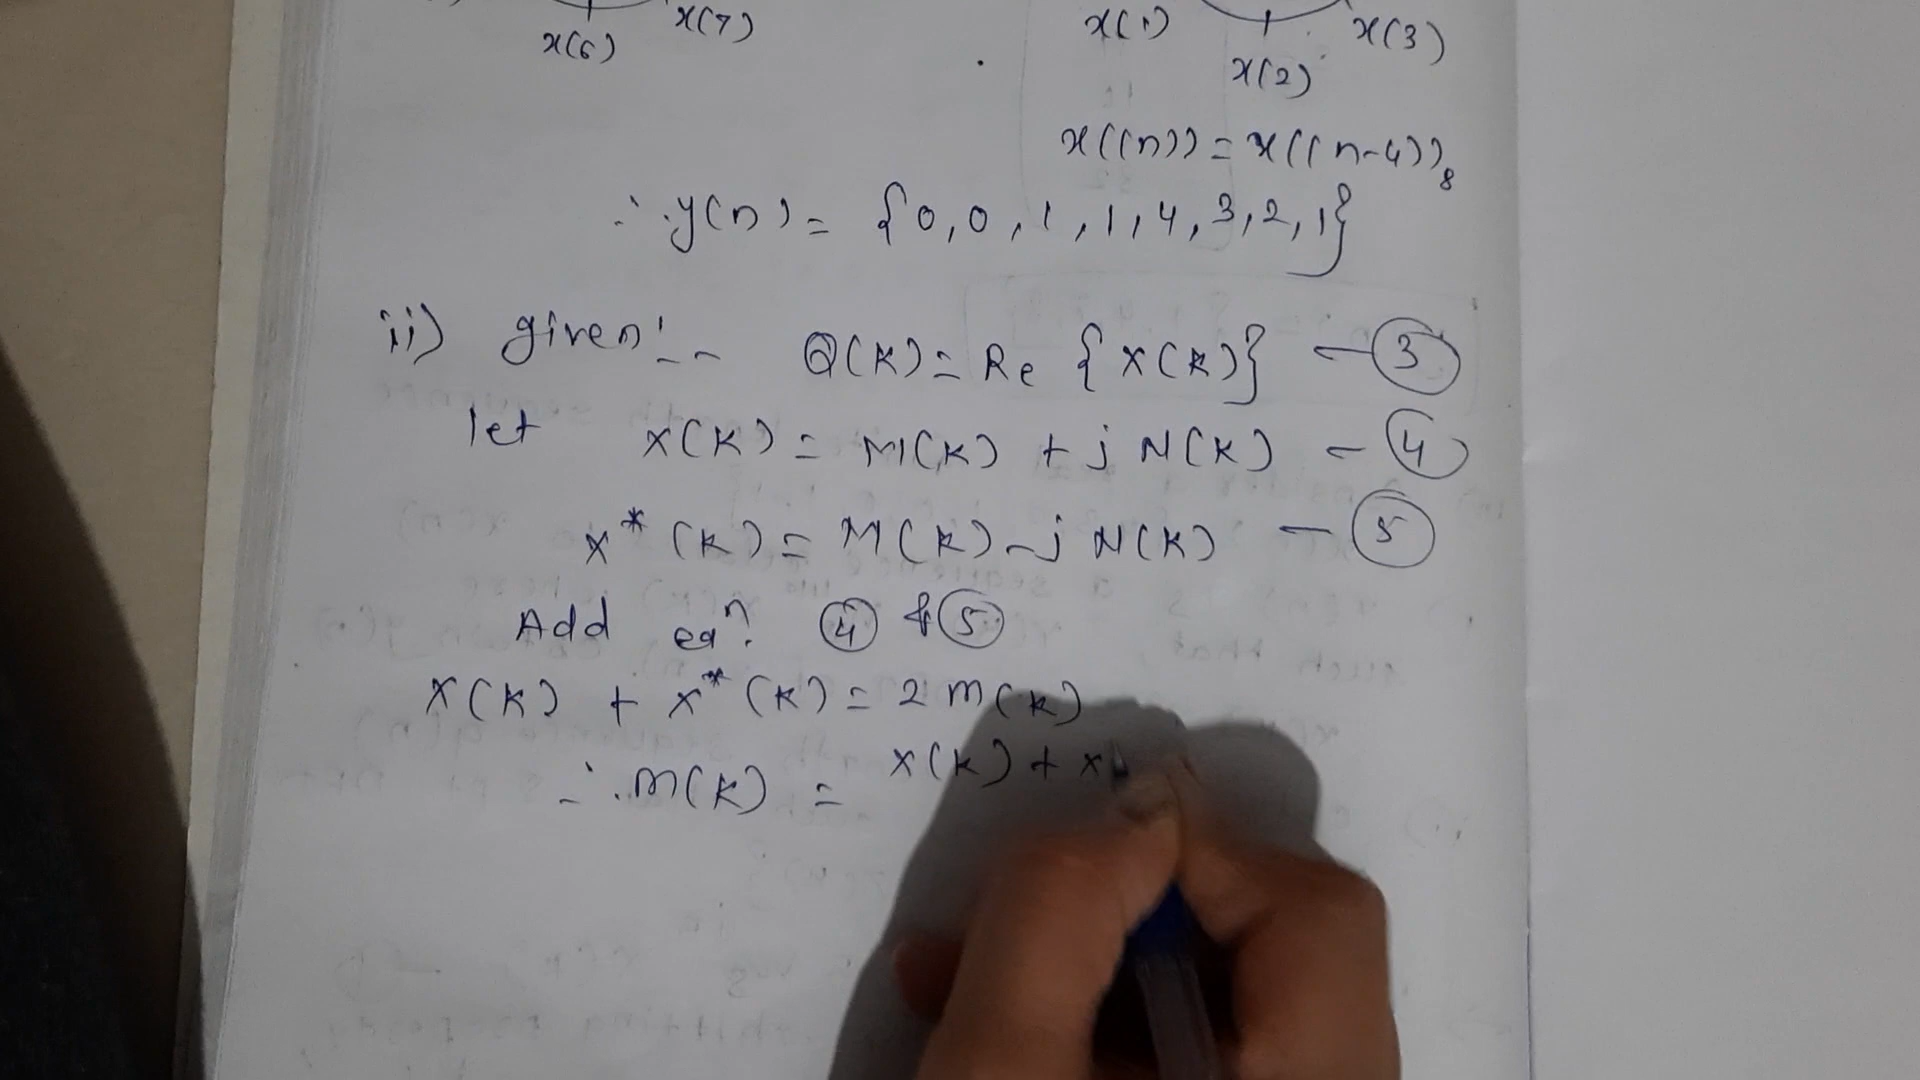 x(6) x(7) x(1) x(2) x(3)
x((n)) = x((n-4))8
∴ y(n) = {0,0,1,1,4,3,2,1}
ii) given:- Q(K) = Re {X(K)} - 3
let X(K) = M(K) + j N(K) - 4
X*(K) = M(K) - j N(K) - 5
Add eqn. 4 & 5
X(K) + X*(K) = 2 M(K)
∴ M(K) = X(K) + X